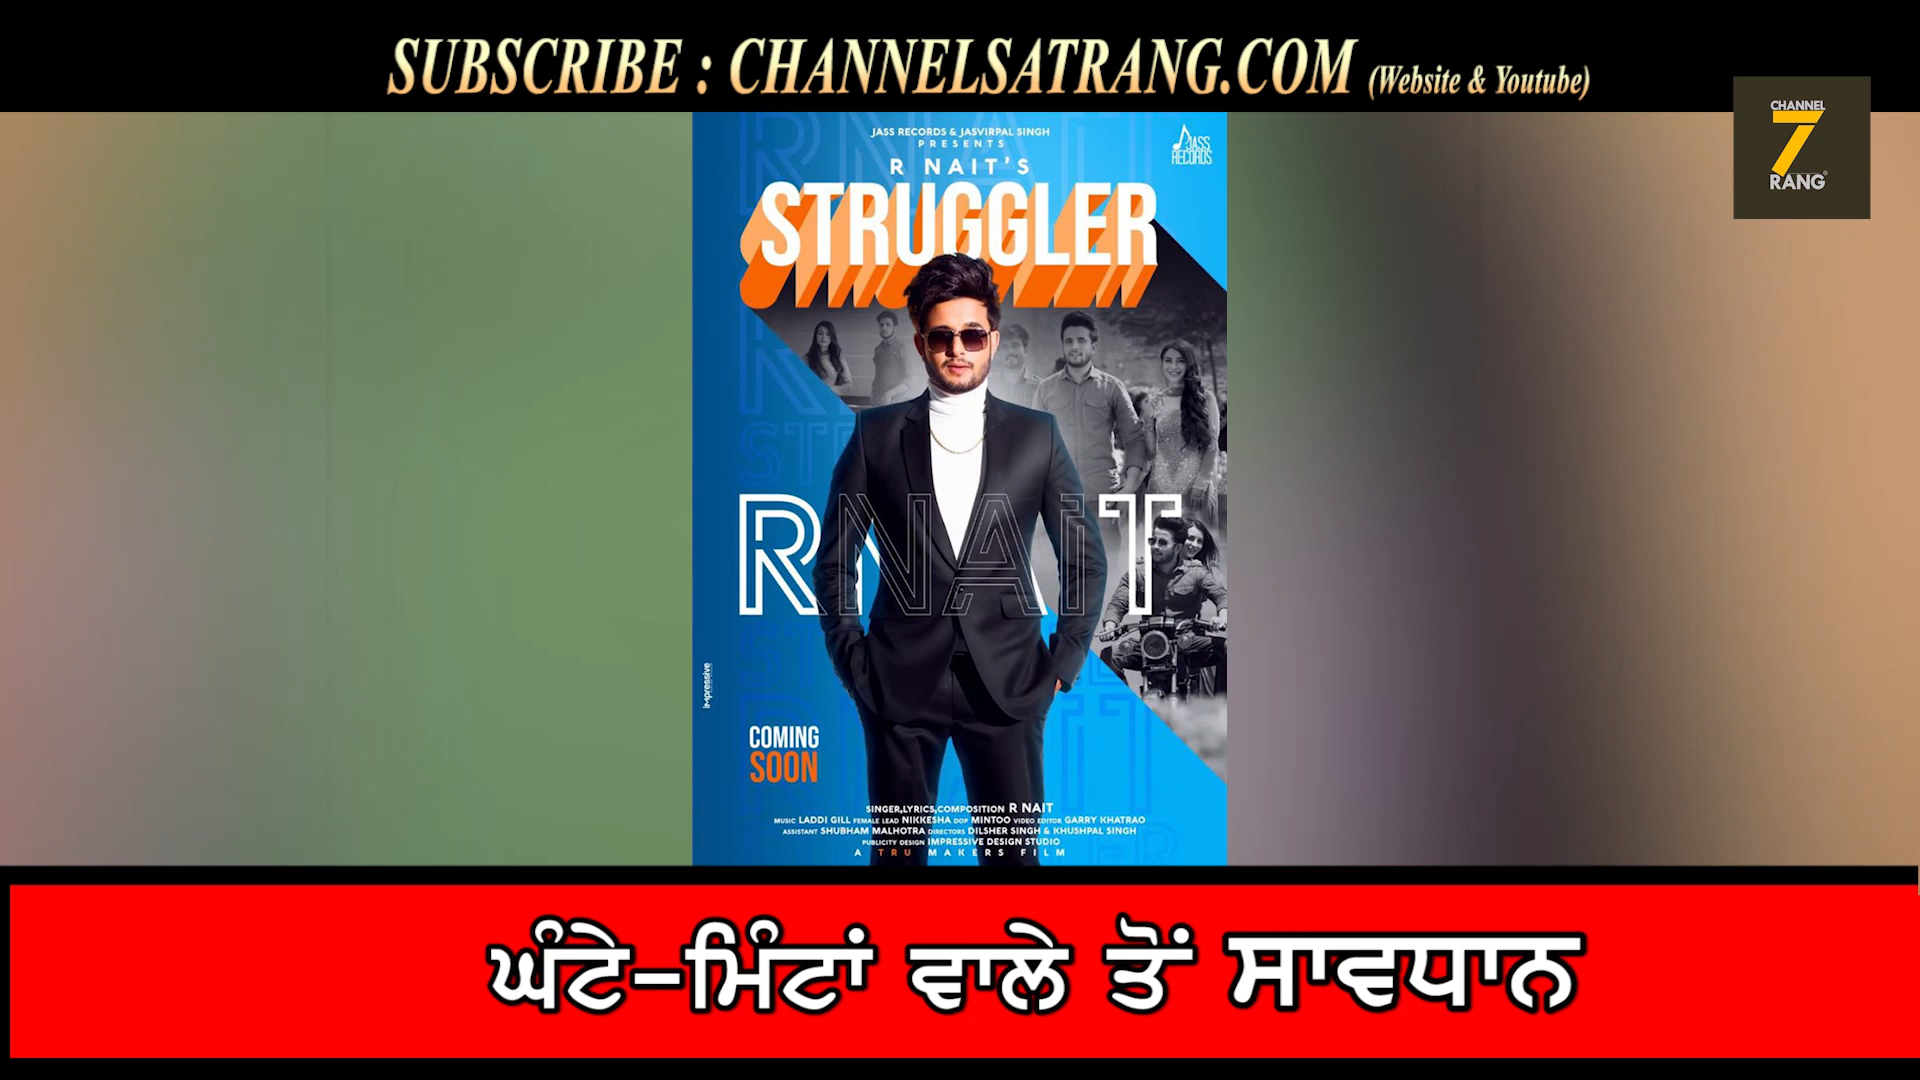 SUBSCRIBE : CHANNELSATRANG.COM (Website & Youtube)
CHANNEL
7
RANG
JASS RECORDS & JASVIRPAL SINGH
PRESENTS
JASS
RECORDS
R NAIT'S
STRUGGLER
R NAIT
impressive
COMING
SOON
SINGER,LYRICS,COMPOSITION R NAIT
MUSIC LADDI GILL FEMALE LEAD NIKKESHA DOP MINTOO VIDEO EDITOR GARRY KHATRAO
ASSISTANT SHUBHAM MALHOTRA DIRECTORS DILSHER SINGH & KHUSHPAL SINGH
PUBLICITY DESIGN IMPRESSIVE DESIGN STUDIO
A TRU MAKERS FILM
ਘੰਟੇ-ਮਿੰਟਾਂ ਵਾਲੇ ਤੋਂ ਸਾਵਧਾਨ